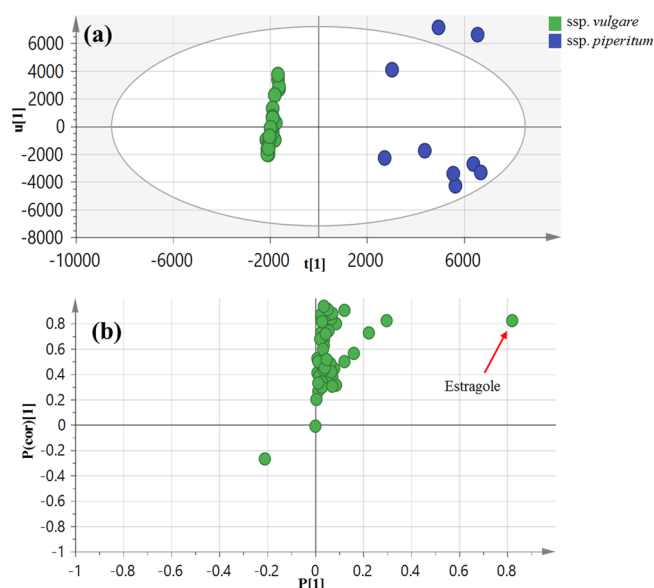 (a)
ssp. vulgare
ssp. piperitum
6000
4000
2000
0
-2000
-4000
-6000
-8000
u[1]
-10000 -6000 -2000 2000 6000
t[1]
(b)
0.8
0.6
0.4
0.2
0
-0.2
-0.4
-0.6
-0.8
-1
P(cor)[1]
Estragole
-1 -0.8 -0.6 -0.4 -0.2 0 0.2 0.4 0.6 0.8
P[1]